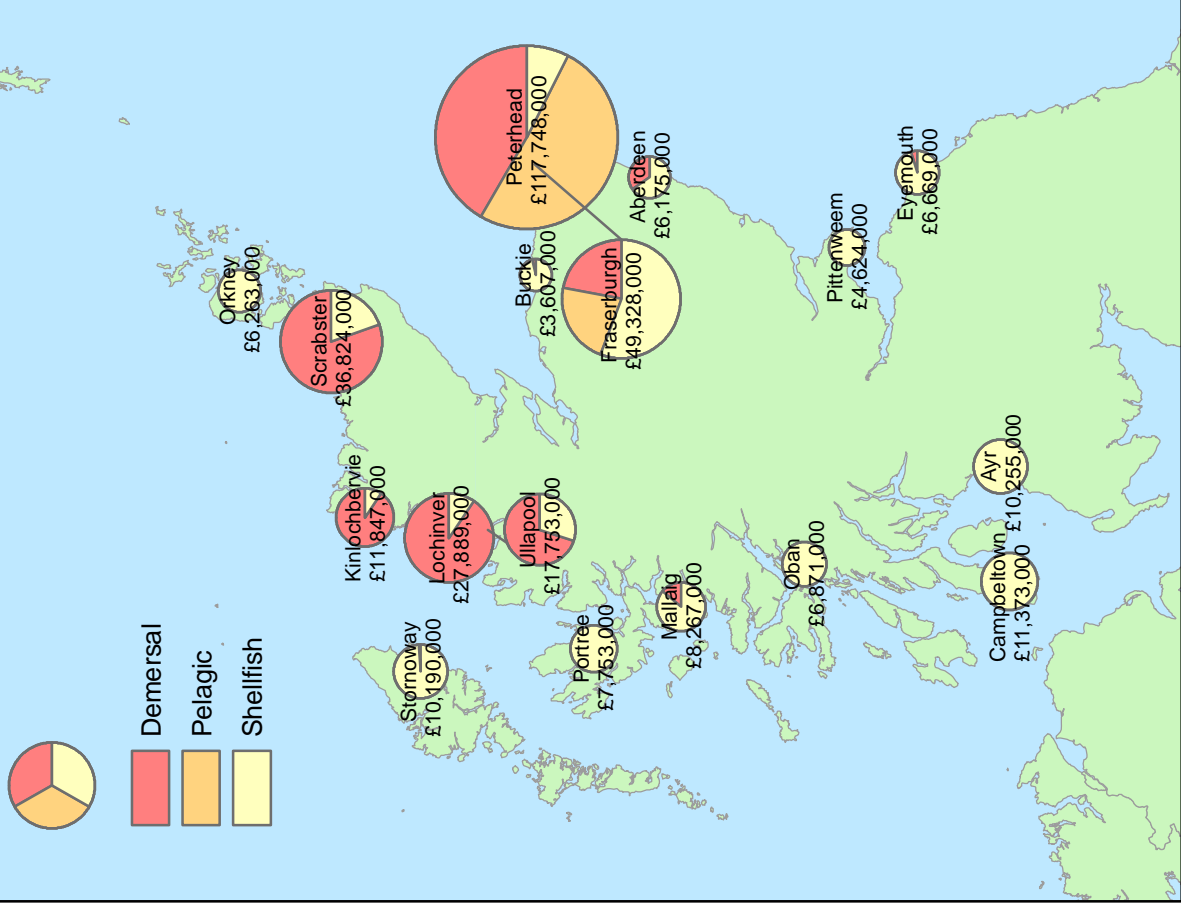 Demersal
Pelagic
Shellfish
Orkney
£6,263,000
Scrabster
£36,824,000
Kinlochbervie
£11,847,000
Stornoway
£10,190,000
Lochinver
£27,889,000
Ullapool
£17,753,000
Peterhead
£117,748,000
Buckie
£3,607,000
Fraserburgh
£49,328,000
Aberdeen
£6,175,000
Portree
£7,753,000
Mallaig
£8,267,000
Oban
£6,871,000
Pittenweem
£4,624,000
Eyemouth
£6,669,000
Ayr
£10,255,000
Campbeltown
£11,373,000